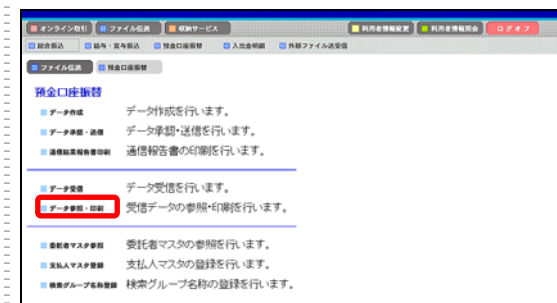 オンライン取引 ファイル伝送 収納サービス 利用者情報変更 利用者情報照会 ログオフ
総合振込 給与・賞与振込 預金口座振替 入出金明細 外部ファイル送受信
ファイル伝送 預金口座振替
預金口座振替
データ作成 データ作成を行います。
データ承認・送信 データ承認・送信を行います。
通信結果報告書印刷 通信報告書の印刷を行います。
データ受信 データ受信を行います。
データ参照・印刷 受信データの参照・印刷を行います。
委託者マスタ参照 委託者マスタの参照を行います。
支払人マスタ登録 支払人マスタの登録を行います。
検索グループ名称登録 検索グループ名称の登録を行います。